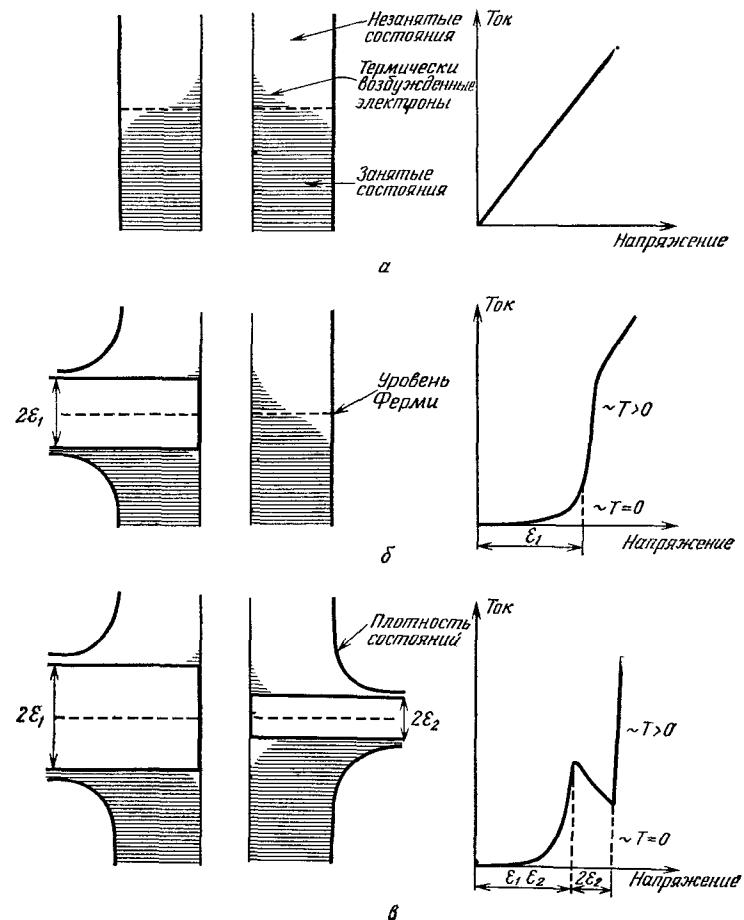 Незанятые
состояния
Термически
возбужденные
электроны
Занятые
состояния
Ток
Напряжение
а
2ε₁
Уровень
Ферми
Ток
~T>0
~T=0
ε₁
Напряжение
б
2ε₁
Плотность
состояний
2ε₂
Ток
~T>0
~T=0
ε₁ ε₂
2ε₂
Напряжение
в